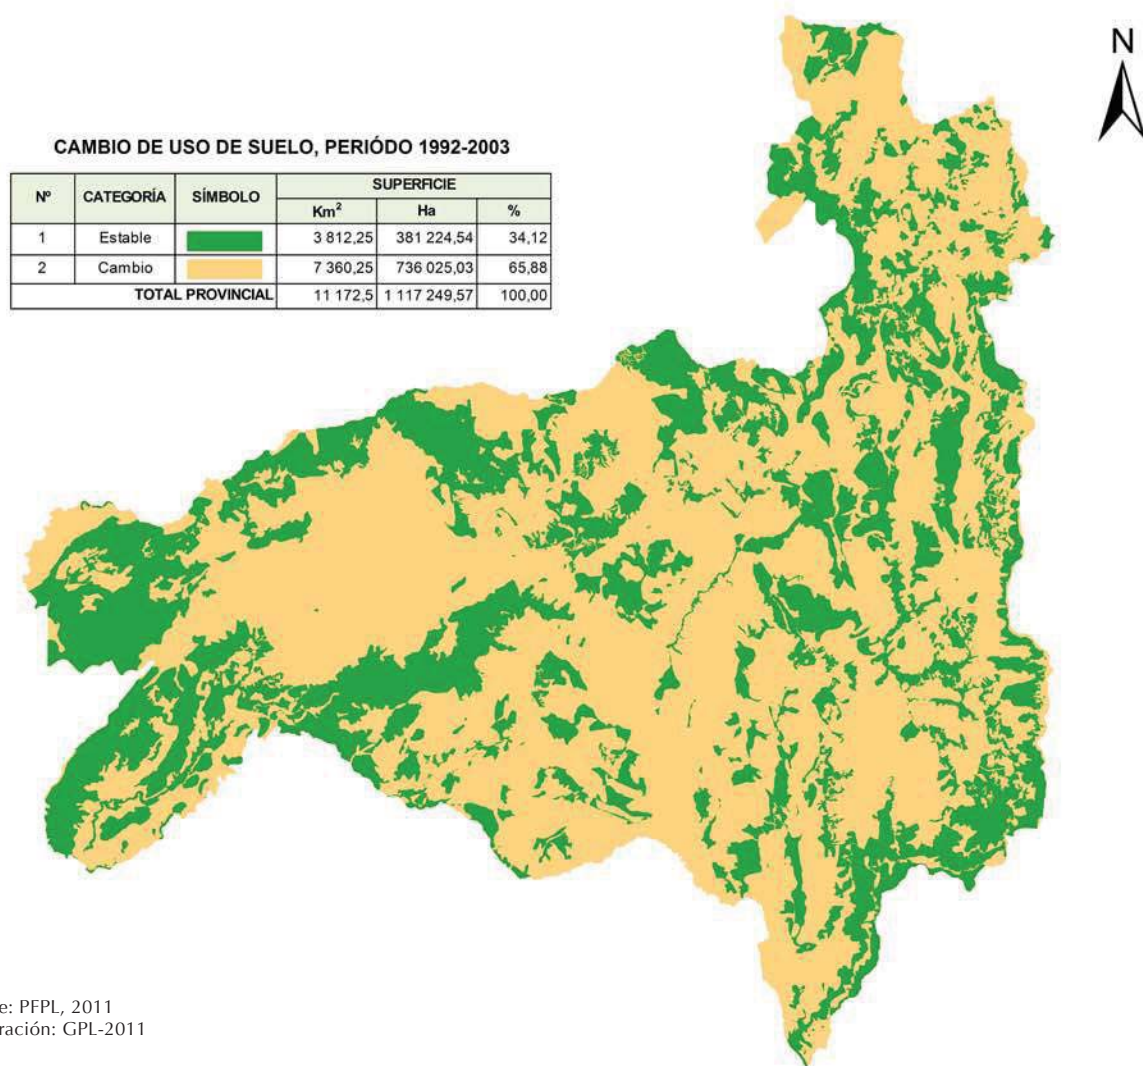 N
CAMBIO DE USO DE SUELO, PERIÓDO 1992-2003
Nº CATEGORÍA SÍMBOLO SUPERFICIE
Km² Ha %
1 Estable 3 812,25 381 224,54 34,12
2 Cambio 7 360,25 736 025,03 65,88
TOTAL PROVINCIAL 11 172,5 1 117 249,57 100,00
e: PFPL, 2011
ración: GPL-2011